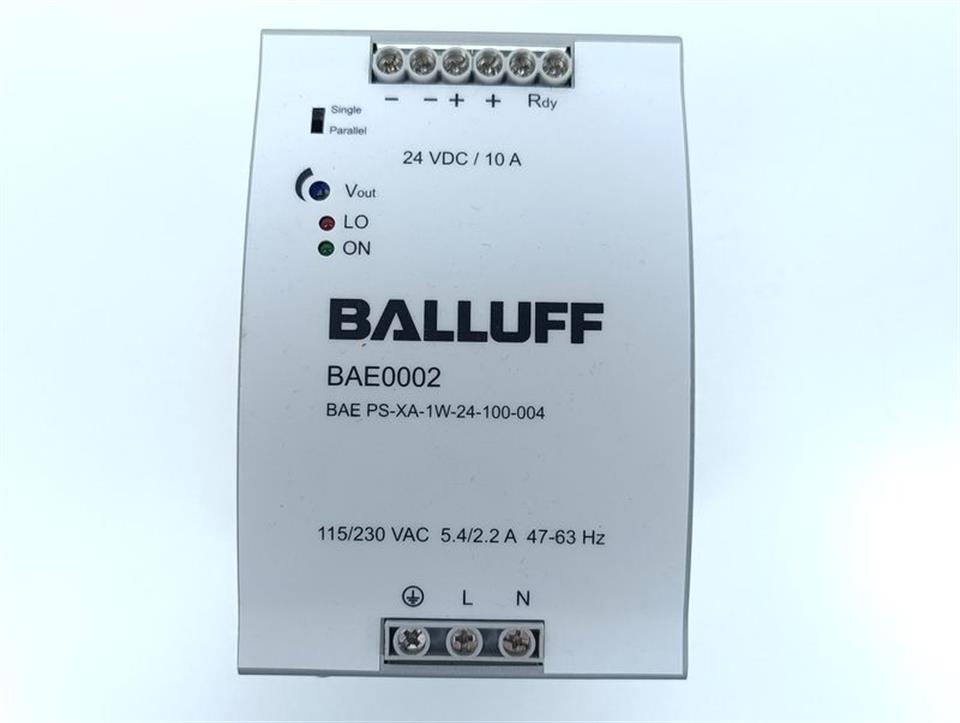 − − + + Rdy
Single
Parallel
24 VDC / 10 A
Vout
LO
ON
BALLUFF
BAE0002
BAE PS-XA-1W-24-100-004
115/230 VAC 5.4/2.2 A 47-63 Hz
L N